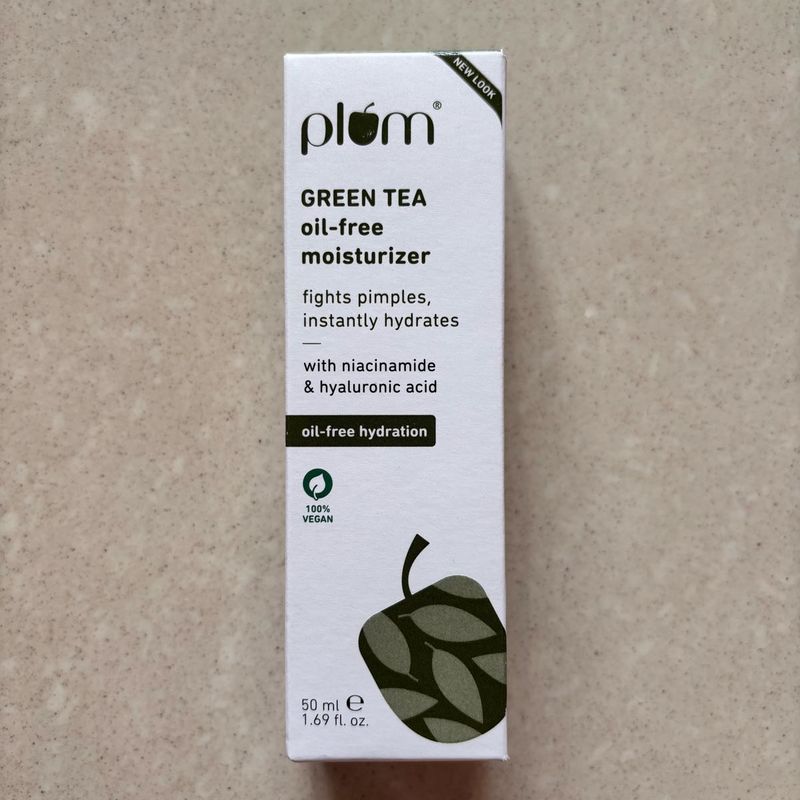 NEW LOOK
plum®
GREEN TEA
oil-free
moisturizer
fights pimples,
instantly hydrates
with niacinamide
& hyaluronic acid
oil-free hydration
100%
VEGAN
50 ml ℮
1.69 fl. oz.